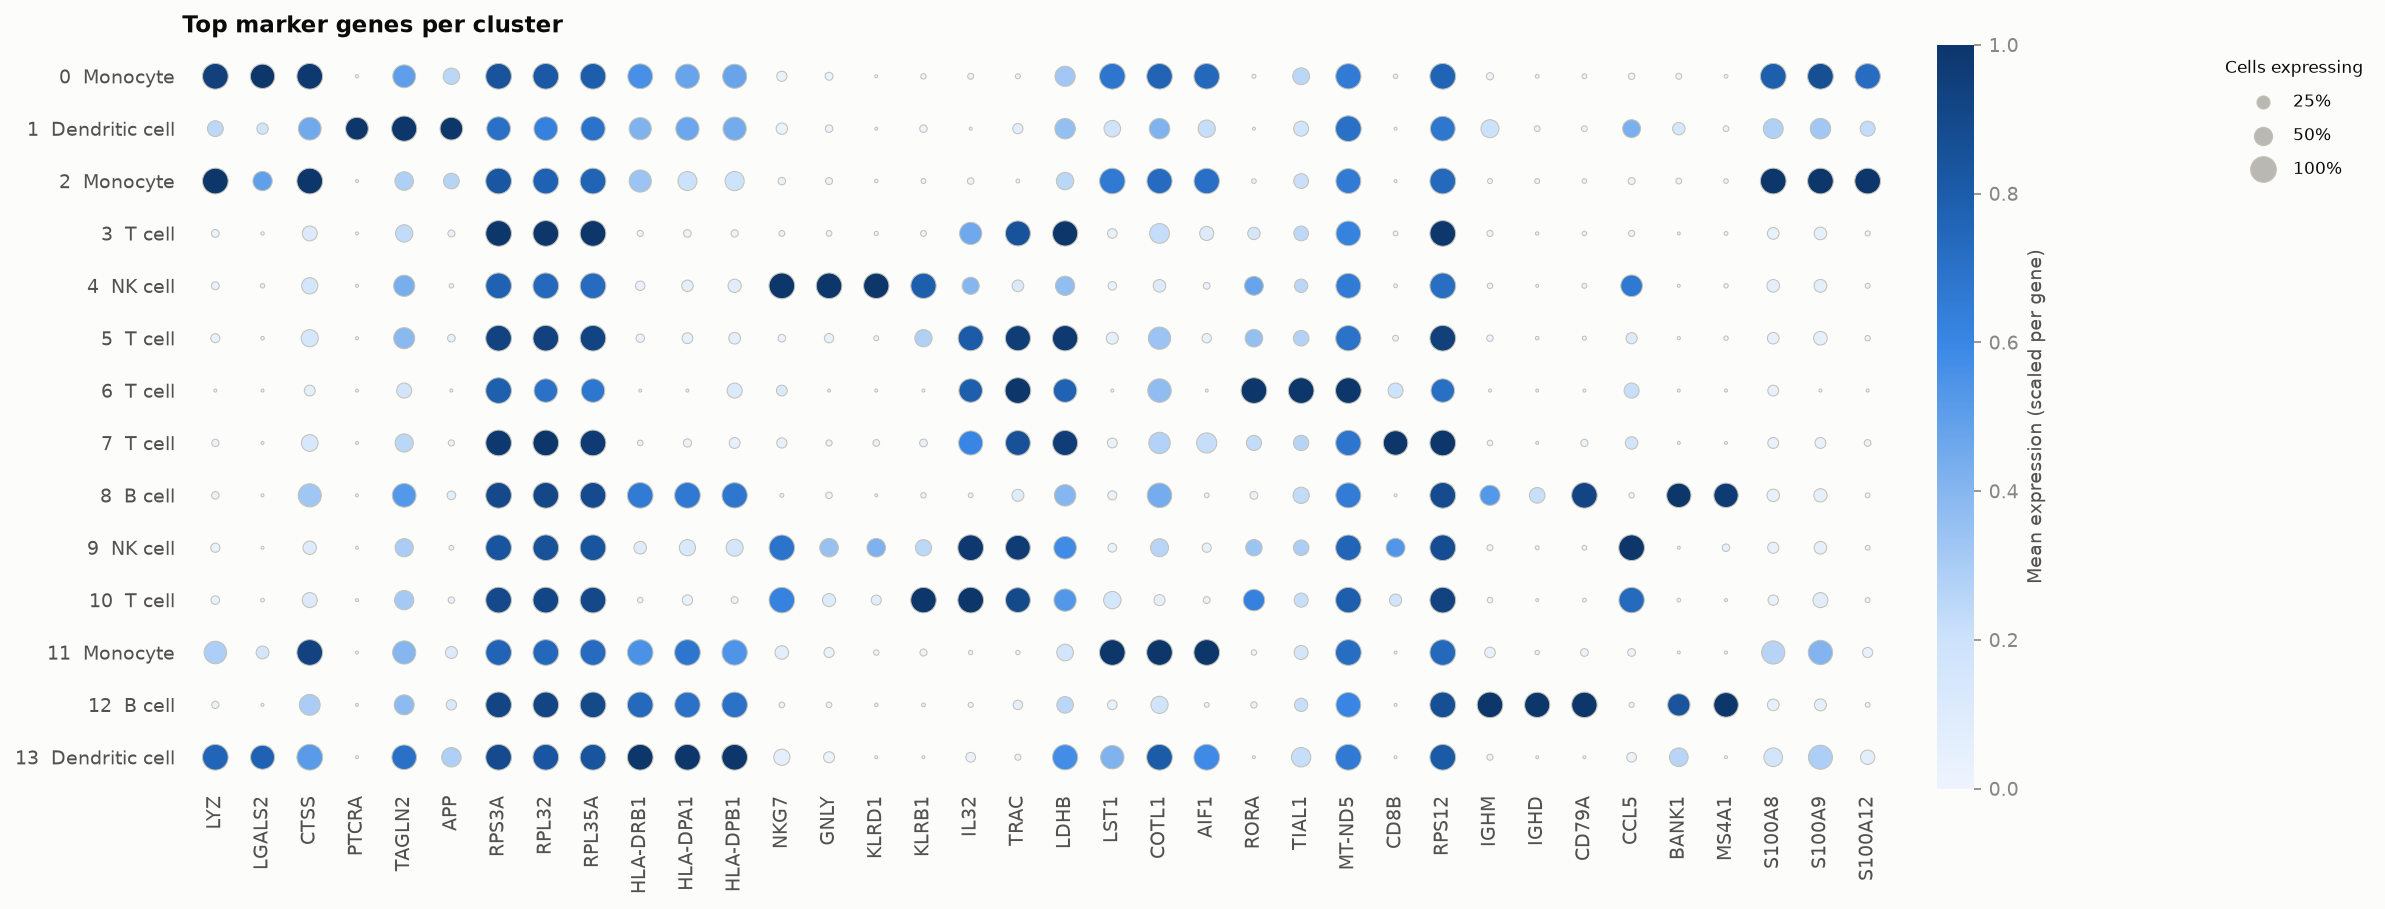 Top marker genes per cluster
0 Monocyte
1 Dendritic cell
2 Monocyte
3 T cell
4 NK cell
5 T cell
6 T cell
7 T cell
8 B cell
9 NK cell
10 T cell
11 Monocyte
12 B cell
13 Dendritic cell
LYZ
LGALS2
CTSS
PTCRA
TAGLN2
APP
RPS3A
RPL32
RPL35A
HLA-DRB1
HLA-DPA1
HLA-DPB1
NKG7
GNLY
KLRD1
KLRB1
IL32
TRAC
LDHB
LST1
COTL1
AIF1
RORA
TIAL1
MT-ND5
CD8B
RPS12
IGHM
IGHD
CD79A
CCL5
BANK1
MS4A1
S100A8
S100A9
S100A12
1.0
0.8
0.6
0.4
0.2
0.0
Mean expression (scaled per gene)
Cells expressing
25%
50%
100%